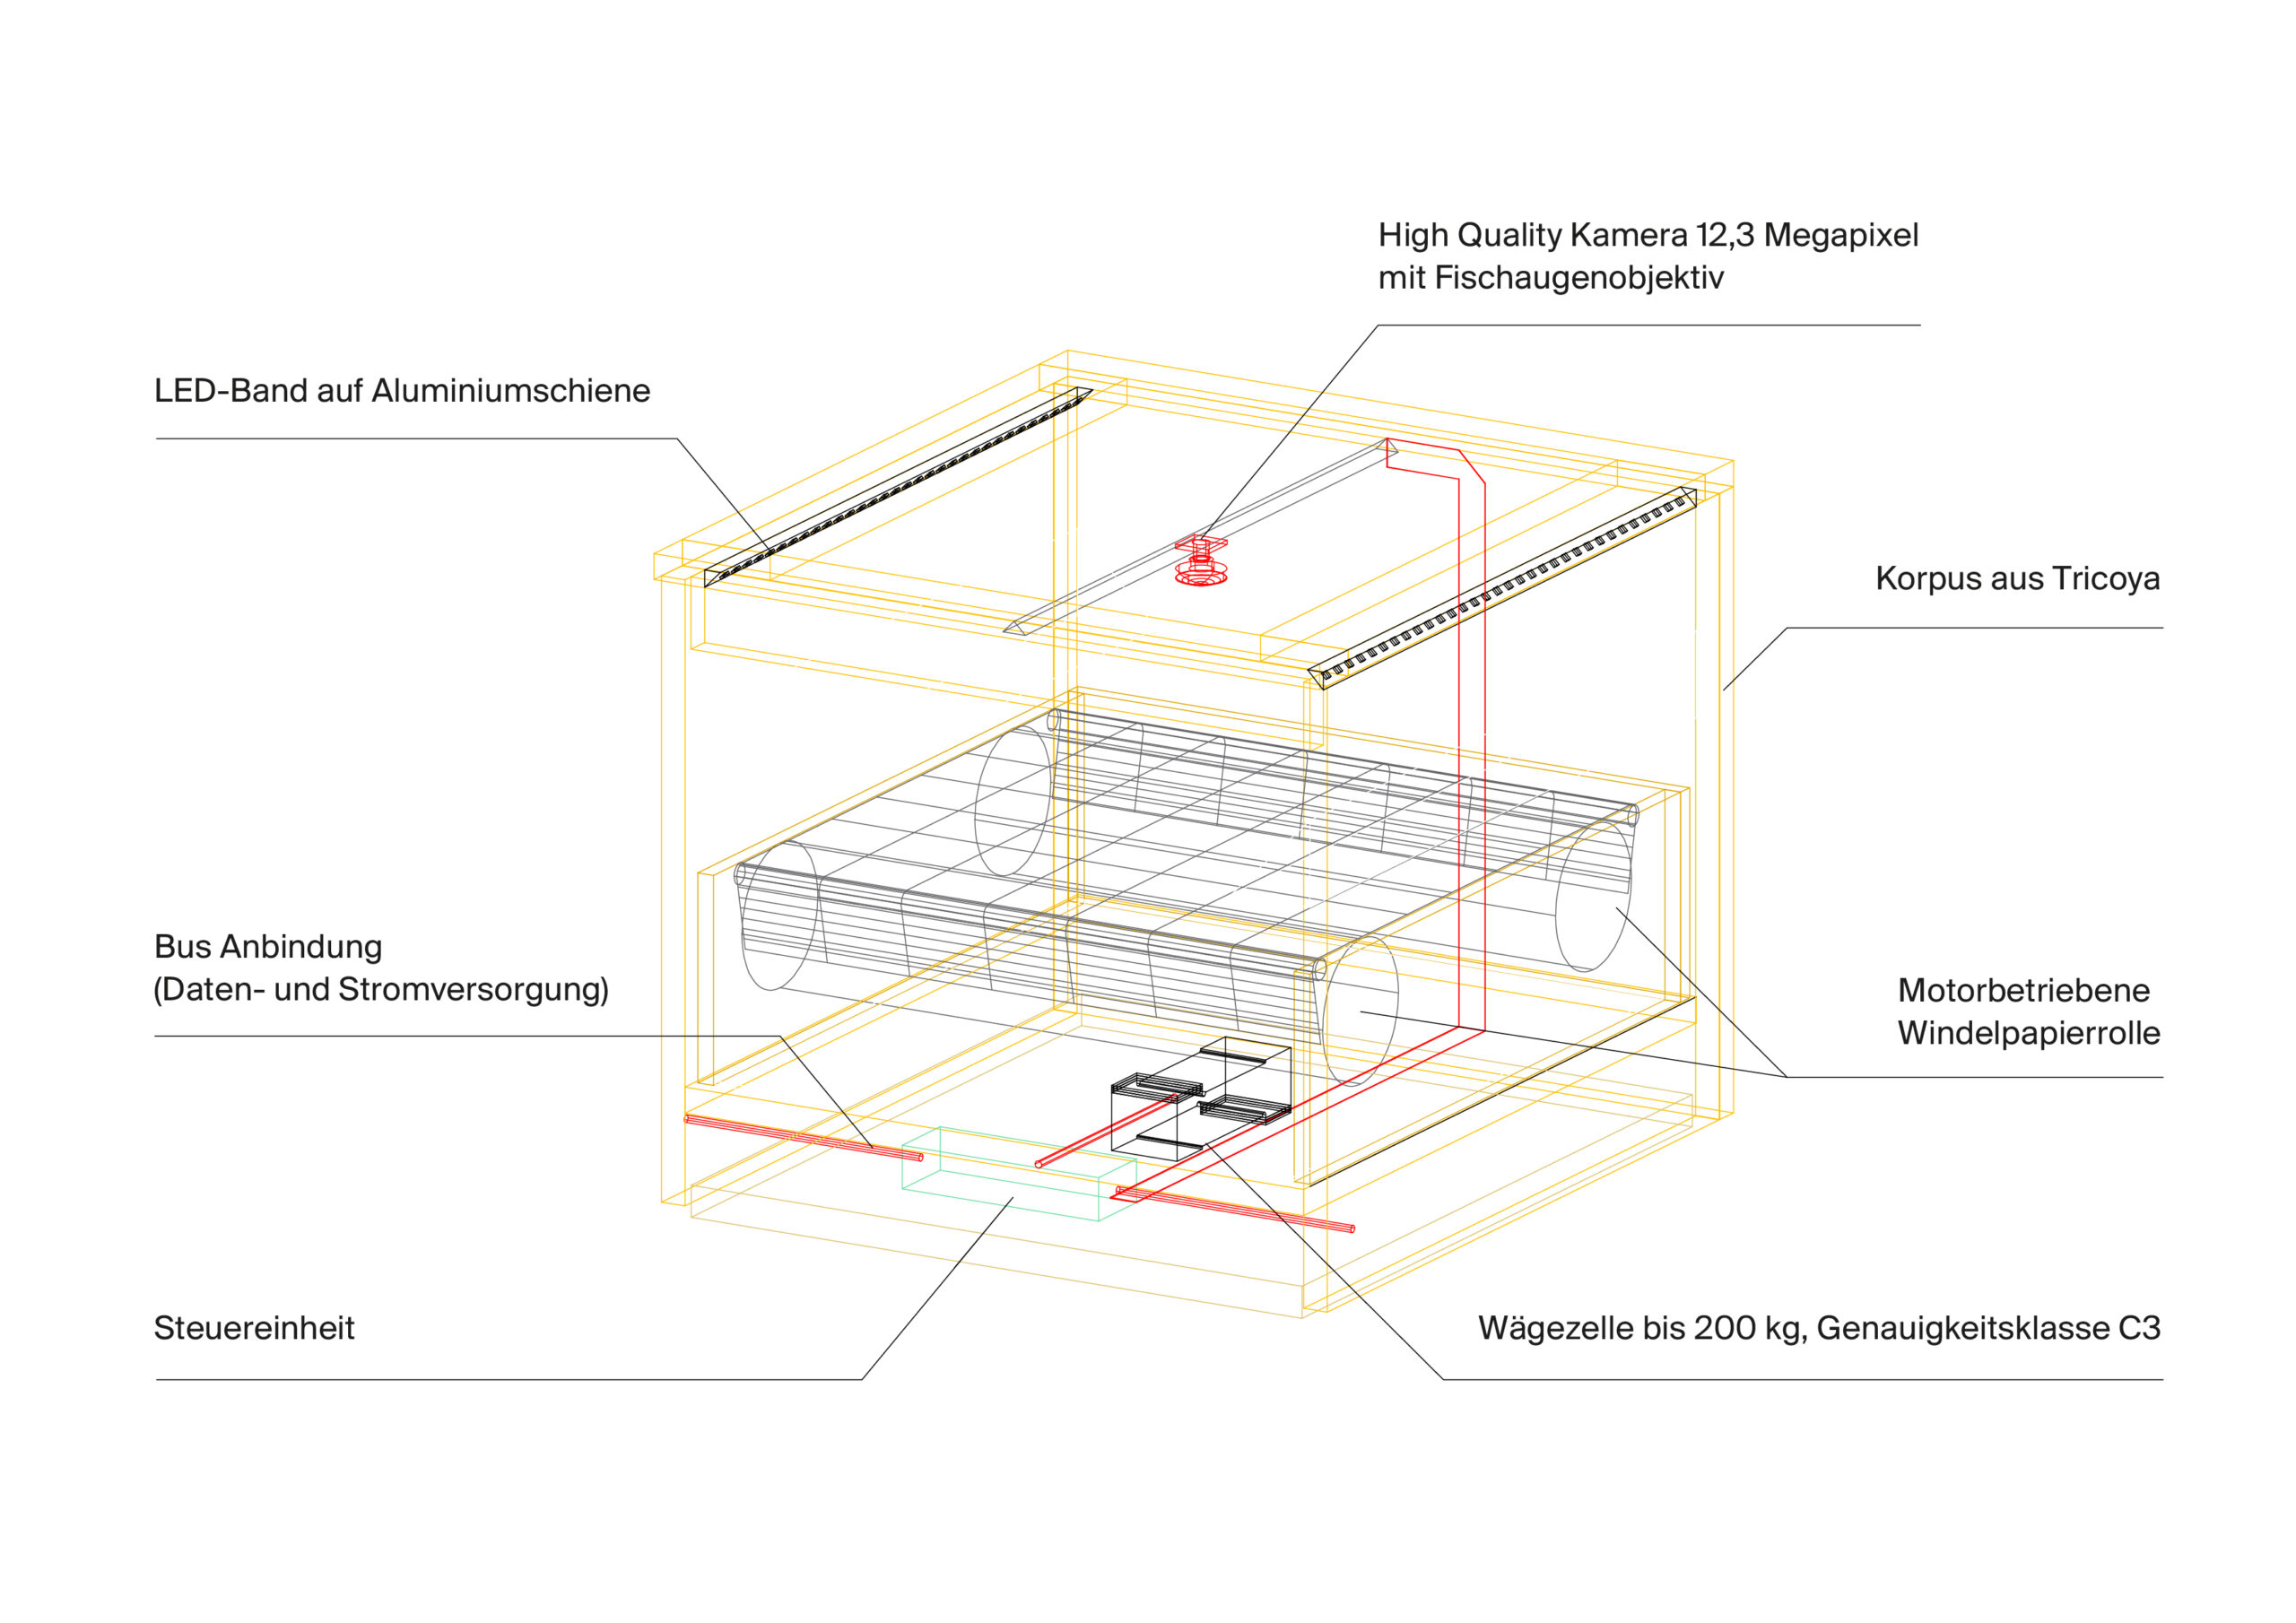 High Quality Kamera 12,3 Megapixel
mit Fischaugenobjektiv
LED-Band auf Aluminiumschiene
Korpus aus Tricoya
Bus Anbindung
(Daten- und Stromversorgung)
Motorbetriebene
Windelpapierrolle
Steuereinheit
Wägezelle bis 200 kg, Genauigkeitsklasse C3